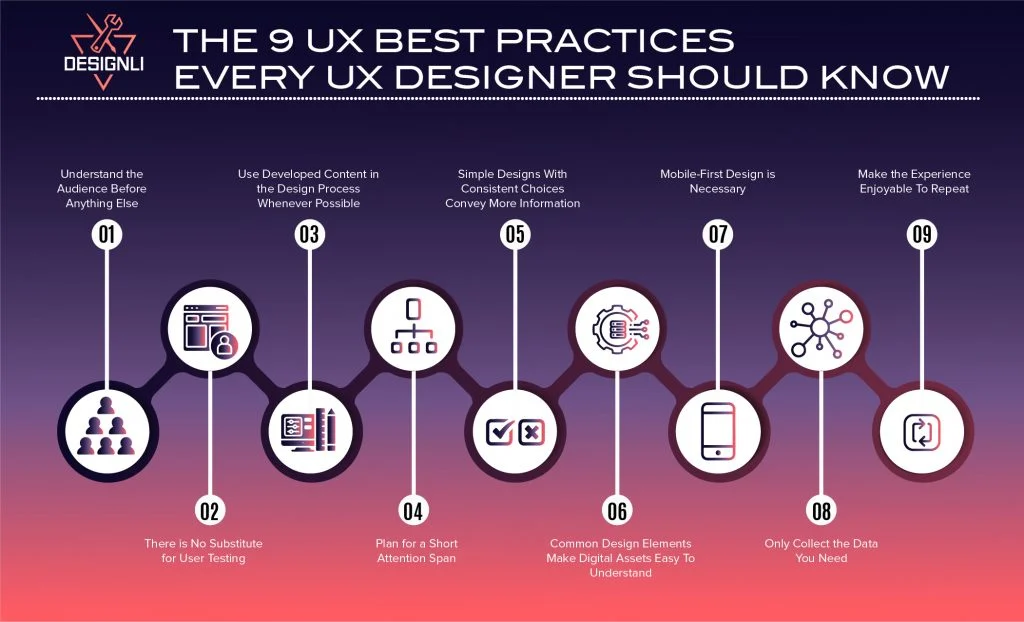 DESIGNLI
THE 9 UX BEST PRACTICES
EVERY UX DESIGNER SHOULD KNOW
Understand the
Audience Before
Anything Else
01
There is No Substitute
for User Testing
02
Use Developed Content in
the Design Process
Whenever Possible
03
Plan for a Short
Attention Span
04
Simple Designs With
Consistent Choices
Convey More Information
05
Common Design Elements
Make Digital Assets Easy To
Understand
06
Mobile-First Design is
Necessary
07
Only Collect the Data
You Need
08
Make the Experience
Enjoyable To Repeat
09